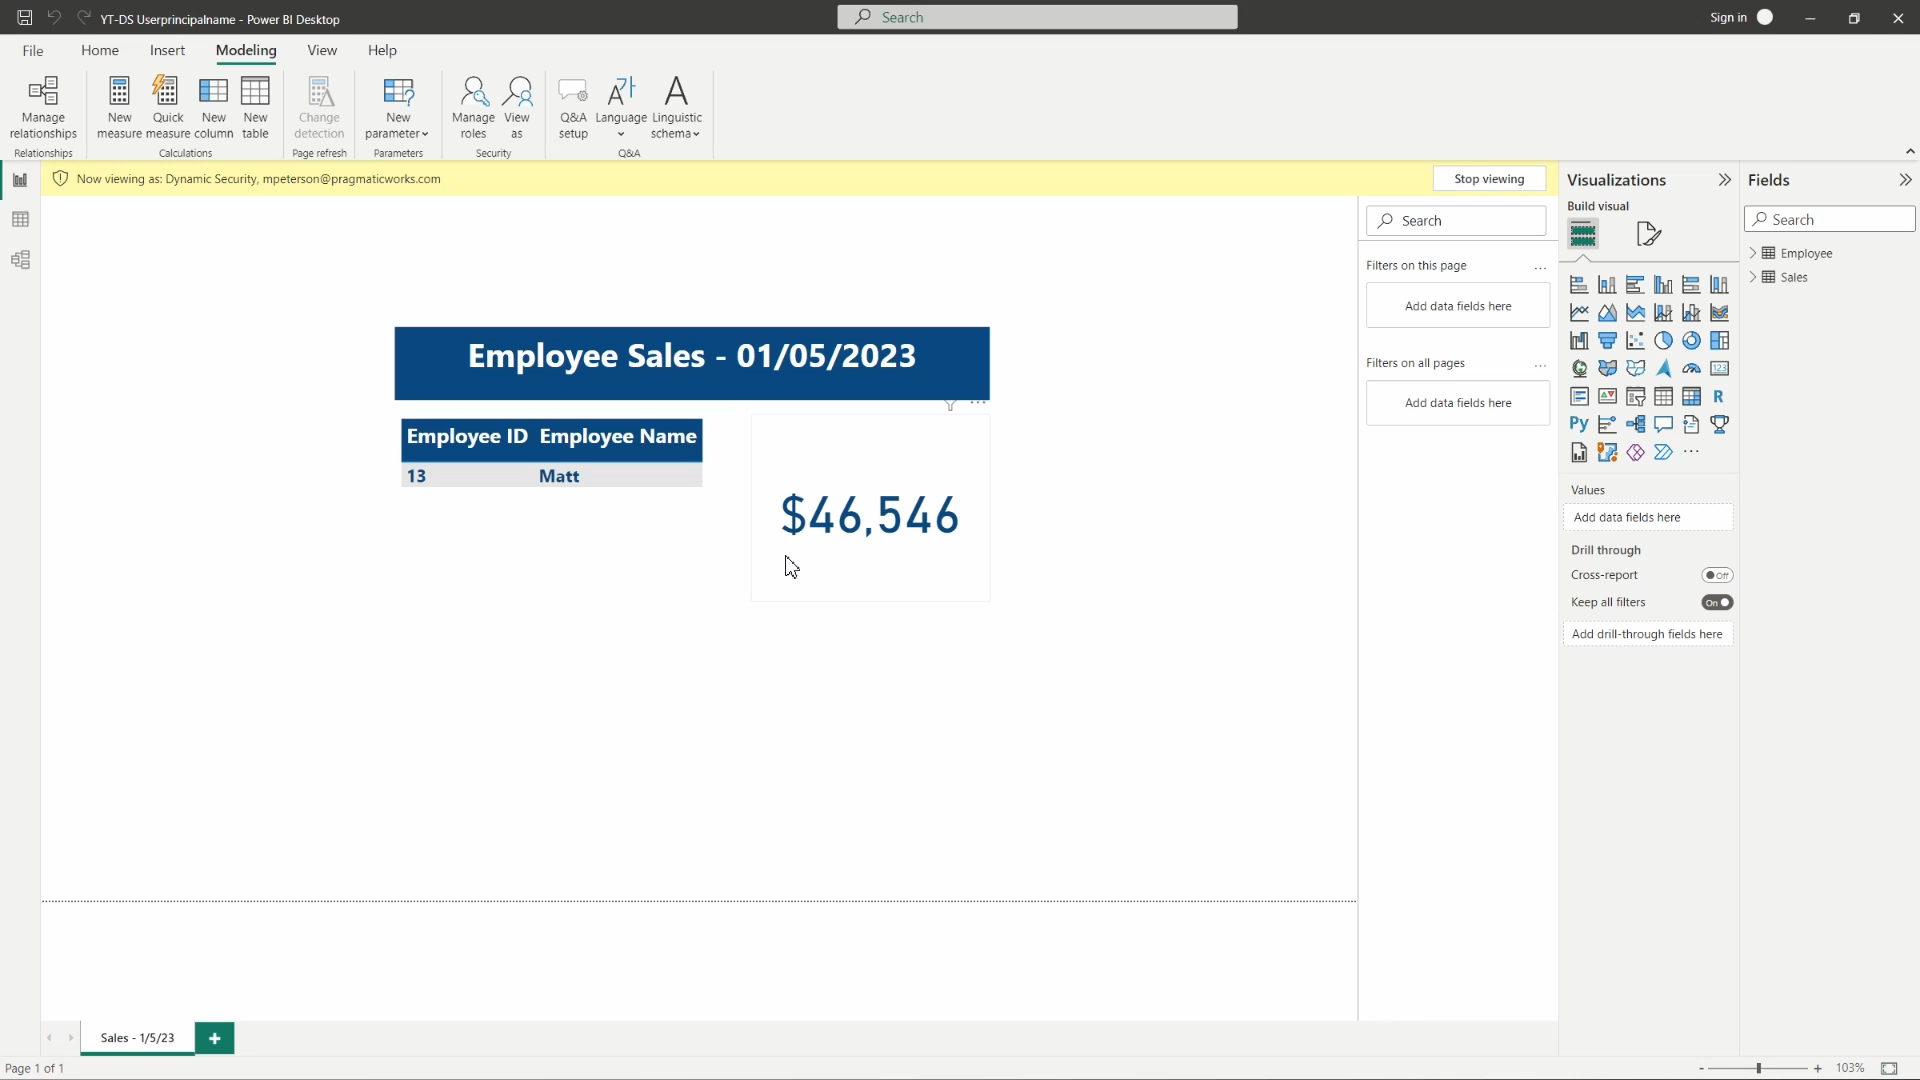 YT-DS Userprincipalname - Power BI Desktop
Search
Sign in
File Home Insert Modeling View Help
Manage relationships
New measure
Quick measure
New column
New table
Change detection
New parameter
Manage roles
View as
Q&A setup
Language
Linguistic schema
Relationships
Calculations
Page refresh
Parameters
Security
Q&A
Now viewing as: Dynamic Security, mpeterson@pragmaticworks.com
Stop viewing
Employee Sales - 01/05/2023
Employee ID Employee Name
13 Matt
$46,546
Search
Filters on this page ...
Add data fields here
Filters on all pages ...
Add data fields here
Visualizations
Build visual
123
R
Py
...
Values
Add data fields here
Drill through
Cross-report Off
Keep all filters On
Add drill-through fields here
Fields
Search
Employee
Sales
Sales - 1/5/23
+
Page 1 of 1
- + 103%